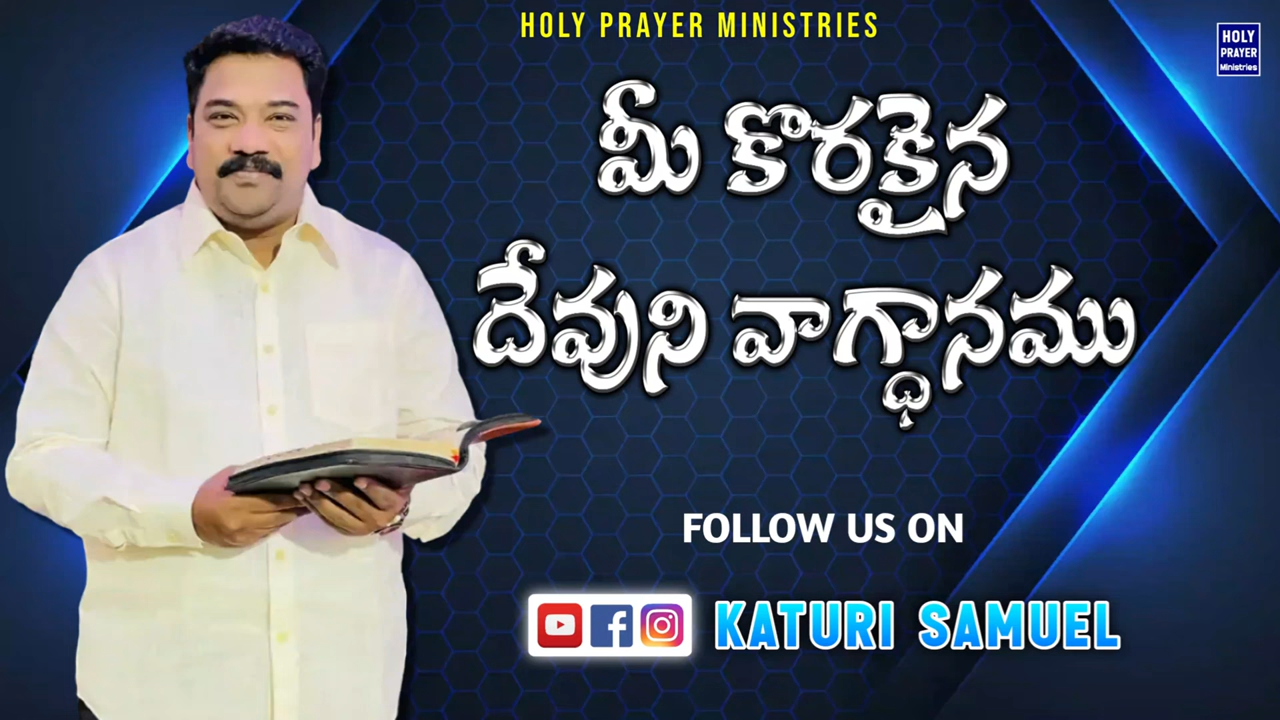 HOLY PRAYER MINISTRIES
HOLY
PRAYER
Ministries
మీ కొరకైన
దేవుని వాగ్ధానము
FOLLOW US ON
KATURI SAMUEL